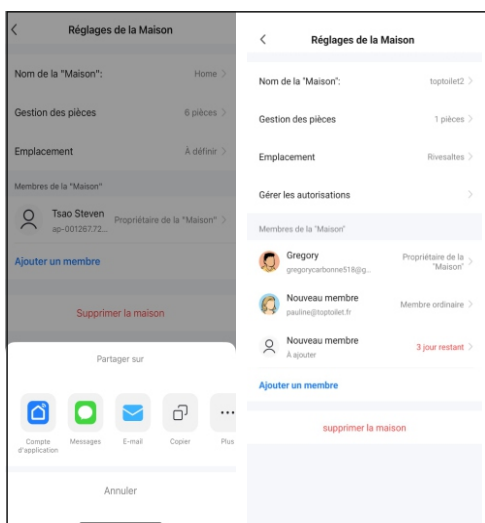 Réglages de la Maison
Nom de la "Maison":
Home
Gestion des pièces
6 pièces
Emplacement
À définir
Membres de la "Maison"
Tsao Steven
ap-001267.72...
Propriétaire de la "Maison"
Ajouter un membre
Supprimer la maison
Partager sur
Compte
d'application
Messages
E-mail
Copier
Plus
Annuler
Réglages de la Maison
Nom de la "Maison":
toptoilet2
Gestion des pièces
1 pièces
Emplacement
Rivesaltes
Gérer les autorisations
Membres de la "Maison"
Gregory
gregorycarbonne518@g..
Propriétaire de la
"Maison"
Nouveau membre
pauline@toptoilet.fr
Membre ordinaire
Nouveau membre
À ajouter
3 jour restant
Ajouter un membre
supprimer la maison